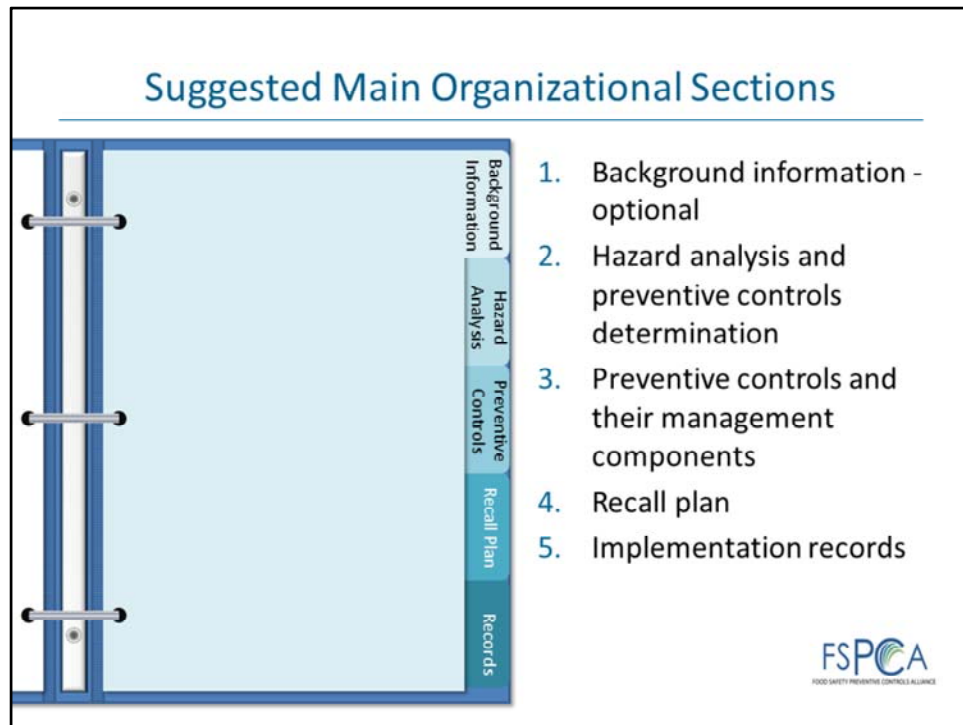 Suggested Main Organizational Sections
Background
Information
Hazard
Analysis
Preventive
Controls
Recall Plan
Records
1. Background information -
optional
2. Hazard analysis and
preventive controls
determination
3. Preventive controls and
their management
components
4. Recall plan
5. Implementation records
FSPCA
FOOD SAFETY PREVENTIVE CONTROLS ALLIANCE